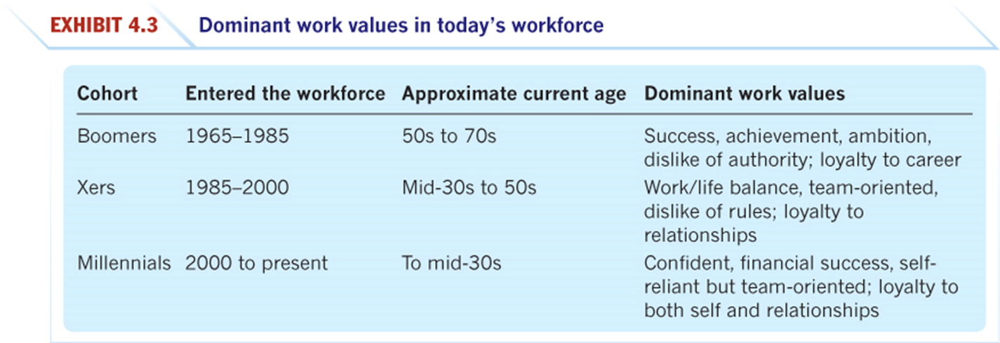 EXHIBIT 4.3 Dominant work values in today's workforce
Cohort Entered the workforce Approximate current age Dominant work values
Boomers 1965–1985 50s to 70s Success, achievement, ambition,
dislike of authority; loyalty to career
Xers 1985–2000 Mid-30s to 50s Work/life balance, team-oriented,
dislike of rules; loyalty to
relationships
Millennials 2000 to present To mid-30s Confident, financial success, self-
reliant but team-oriented; loyalty to
both self and relationships